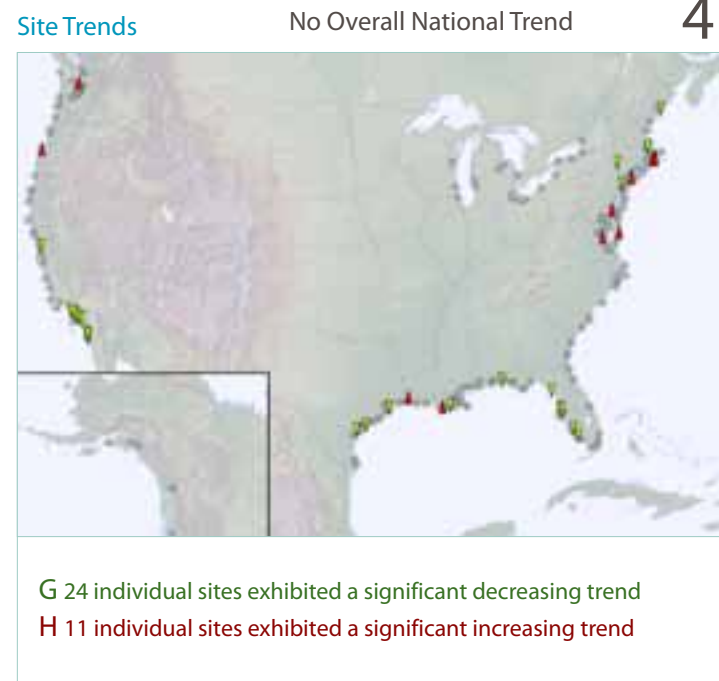 Site Trends
No Overall National Trend
4
G 24 individual sites exhibited a significant decreasing trend
H 11 individual sites exhibited a significant increasing trend